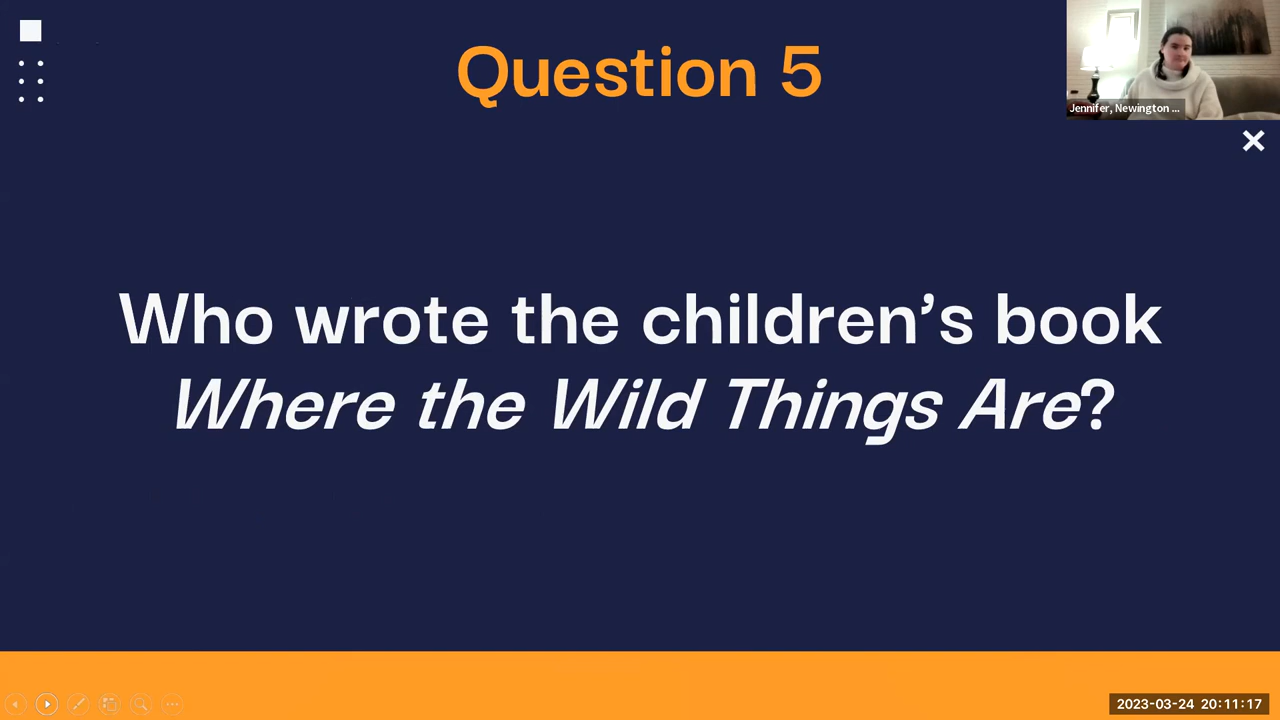 Question 5
Jennifer, Newington ...
Who wrote the children’s book
Where the Wild Things Are?
2023-03-24 20:11:17